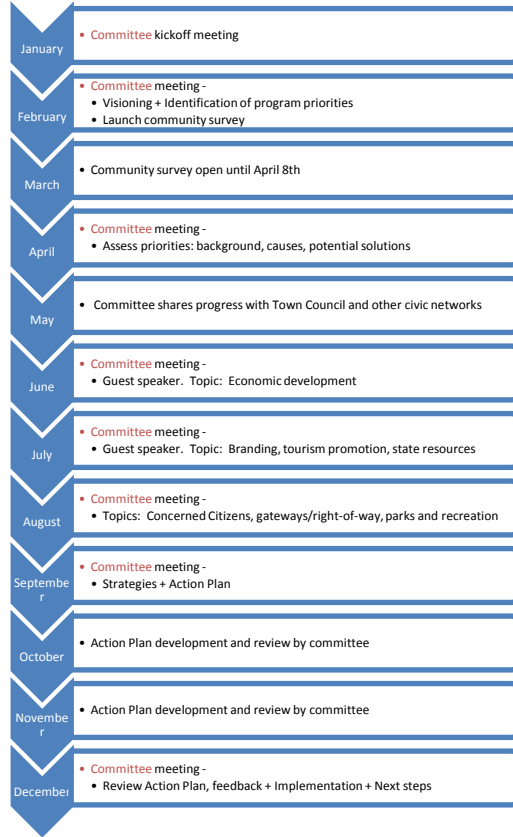 January
• Committee kickoff meeting
February
• Committee meeting -
• Visioning + Identification of program priorities
• Launch community survey
March
• Community survey open until April 8th
April
• Committee meeting -
• Assess priorities: background, causes, potential solutions
May
• Committee shares progress with Town Council and other civic networks
June
• Committee meeting -
• Guest speaker. Topic: Economic development
July
• Committee meeting -
• Guest speaker. Topic: Branding, tourism promotion, state resources
August
• Committee meeting -
• Topics: Concerned Citizens, gateways/right-of-way, parks and recreation
Septembe
r
• Committee meeting -
• Strategies + Action Plan
October
• Action Plan development and review by committee
Novembe
r
• Action Plan development and review by committee
December
• Committee meeting -
• Review Action Plan, feedback + Implementation + Next steps